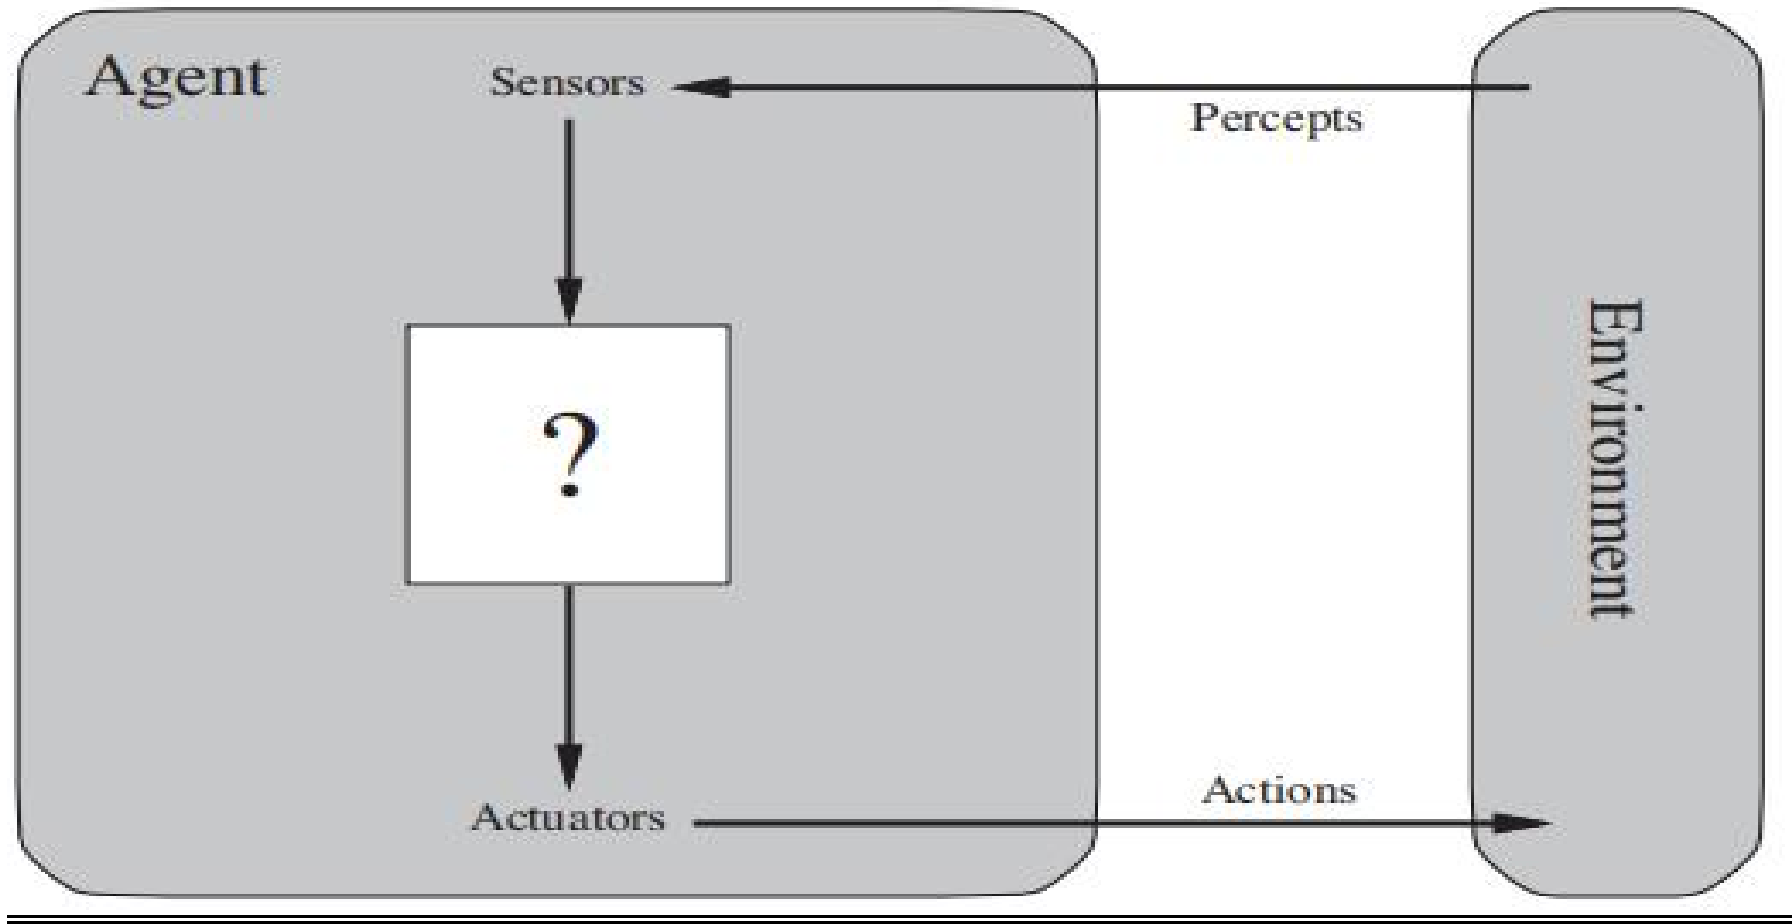 Agent
Sensors
Percepts
?
Environment
Actions
Actuators